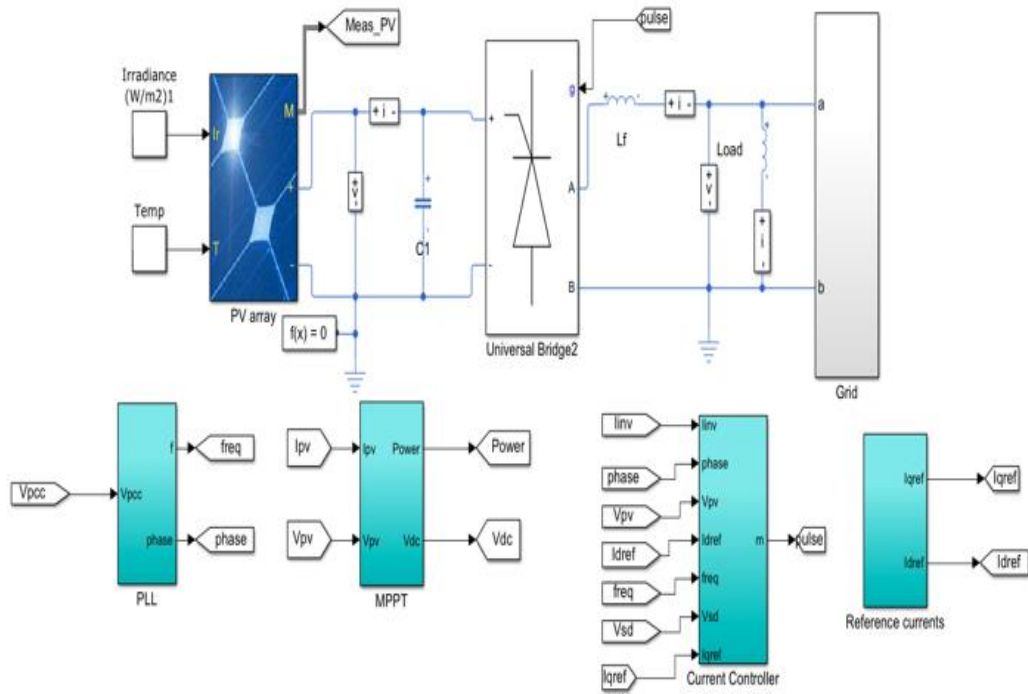 Meas_PV
pulse
Irradiance
(W/m2)1
Ir
M
g
+ i -
+
+
+ i -
a
Lf
Load
A
Temp
+
+ v -
+
-
C1
+ v -
+ i -
T
-
-
B
b
PV array
f(x) = 0
Universal Bridge2
Grid
Iinv
Iinv
f
freq
Ipv
Ipv
Power
Power
phase
phase
Iqref
Iqref
Vpcc
Vpcc
Vpv
Vpv
Idref
Idref
m
pulse
phase
phase
Vpv
Vpv
Vdc
Vdc
freq
freq
Idref
Idref
PLL
MPPT
Vsd
Vsd
Reference currents
Iqref
Iqref
Current Controller